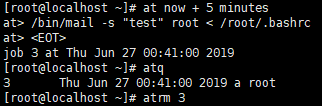 [root@localhost ~]# at now + 5 minutes
at> /bin/mail -s "test" root < /root/.bashrc
at> <EOT>
job 3 at Thu Jun 27 00:41:00 2019
[root@localhost ~]# atq
3       Thu Jun 27 00:41:00 2019 a root
[root@localhost ~]# atrm 3